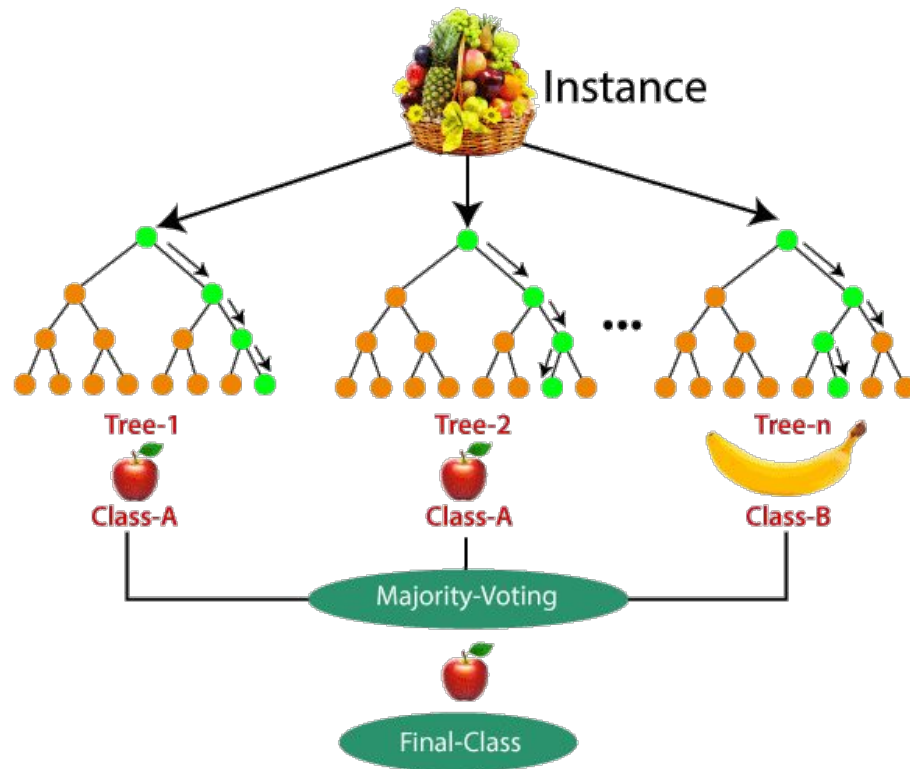 Instance
...
Tree-1
Tree-2
Tree-n
Class-A
Class-A
Class-B
Majority-Voting
Final-Class